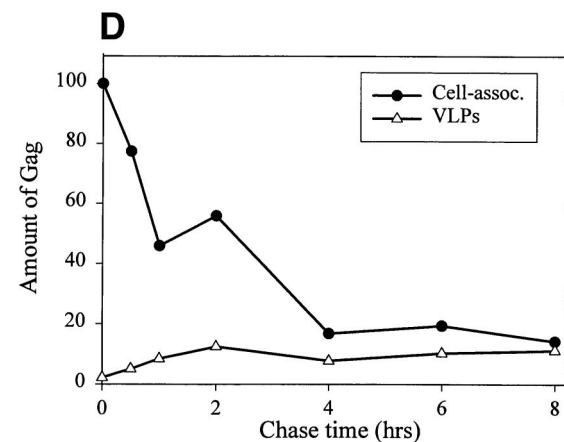 D
Cell-assoc.
VLPs
Amount of Gag
100
80
60
40
20
0
0 2 4 6 8
Chase time (hrs)